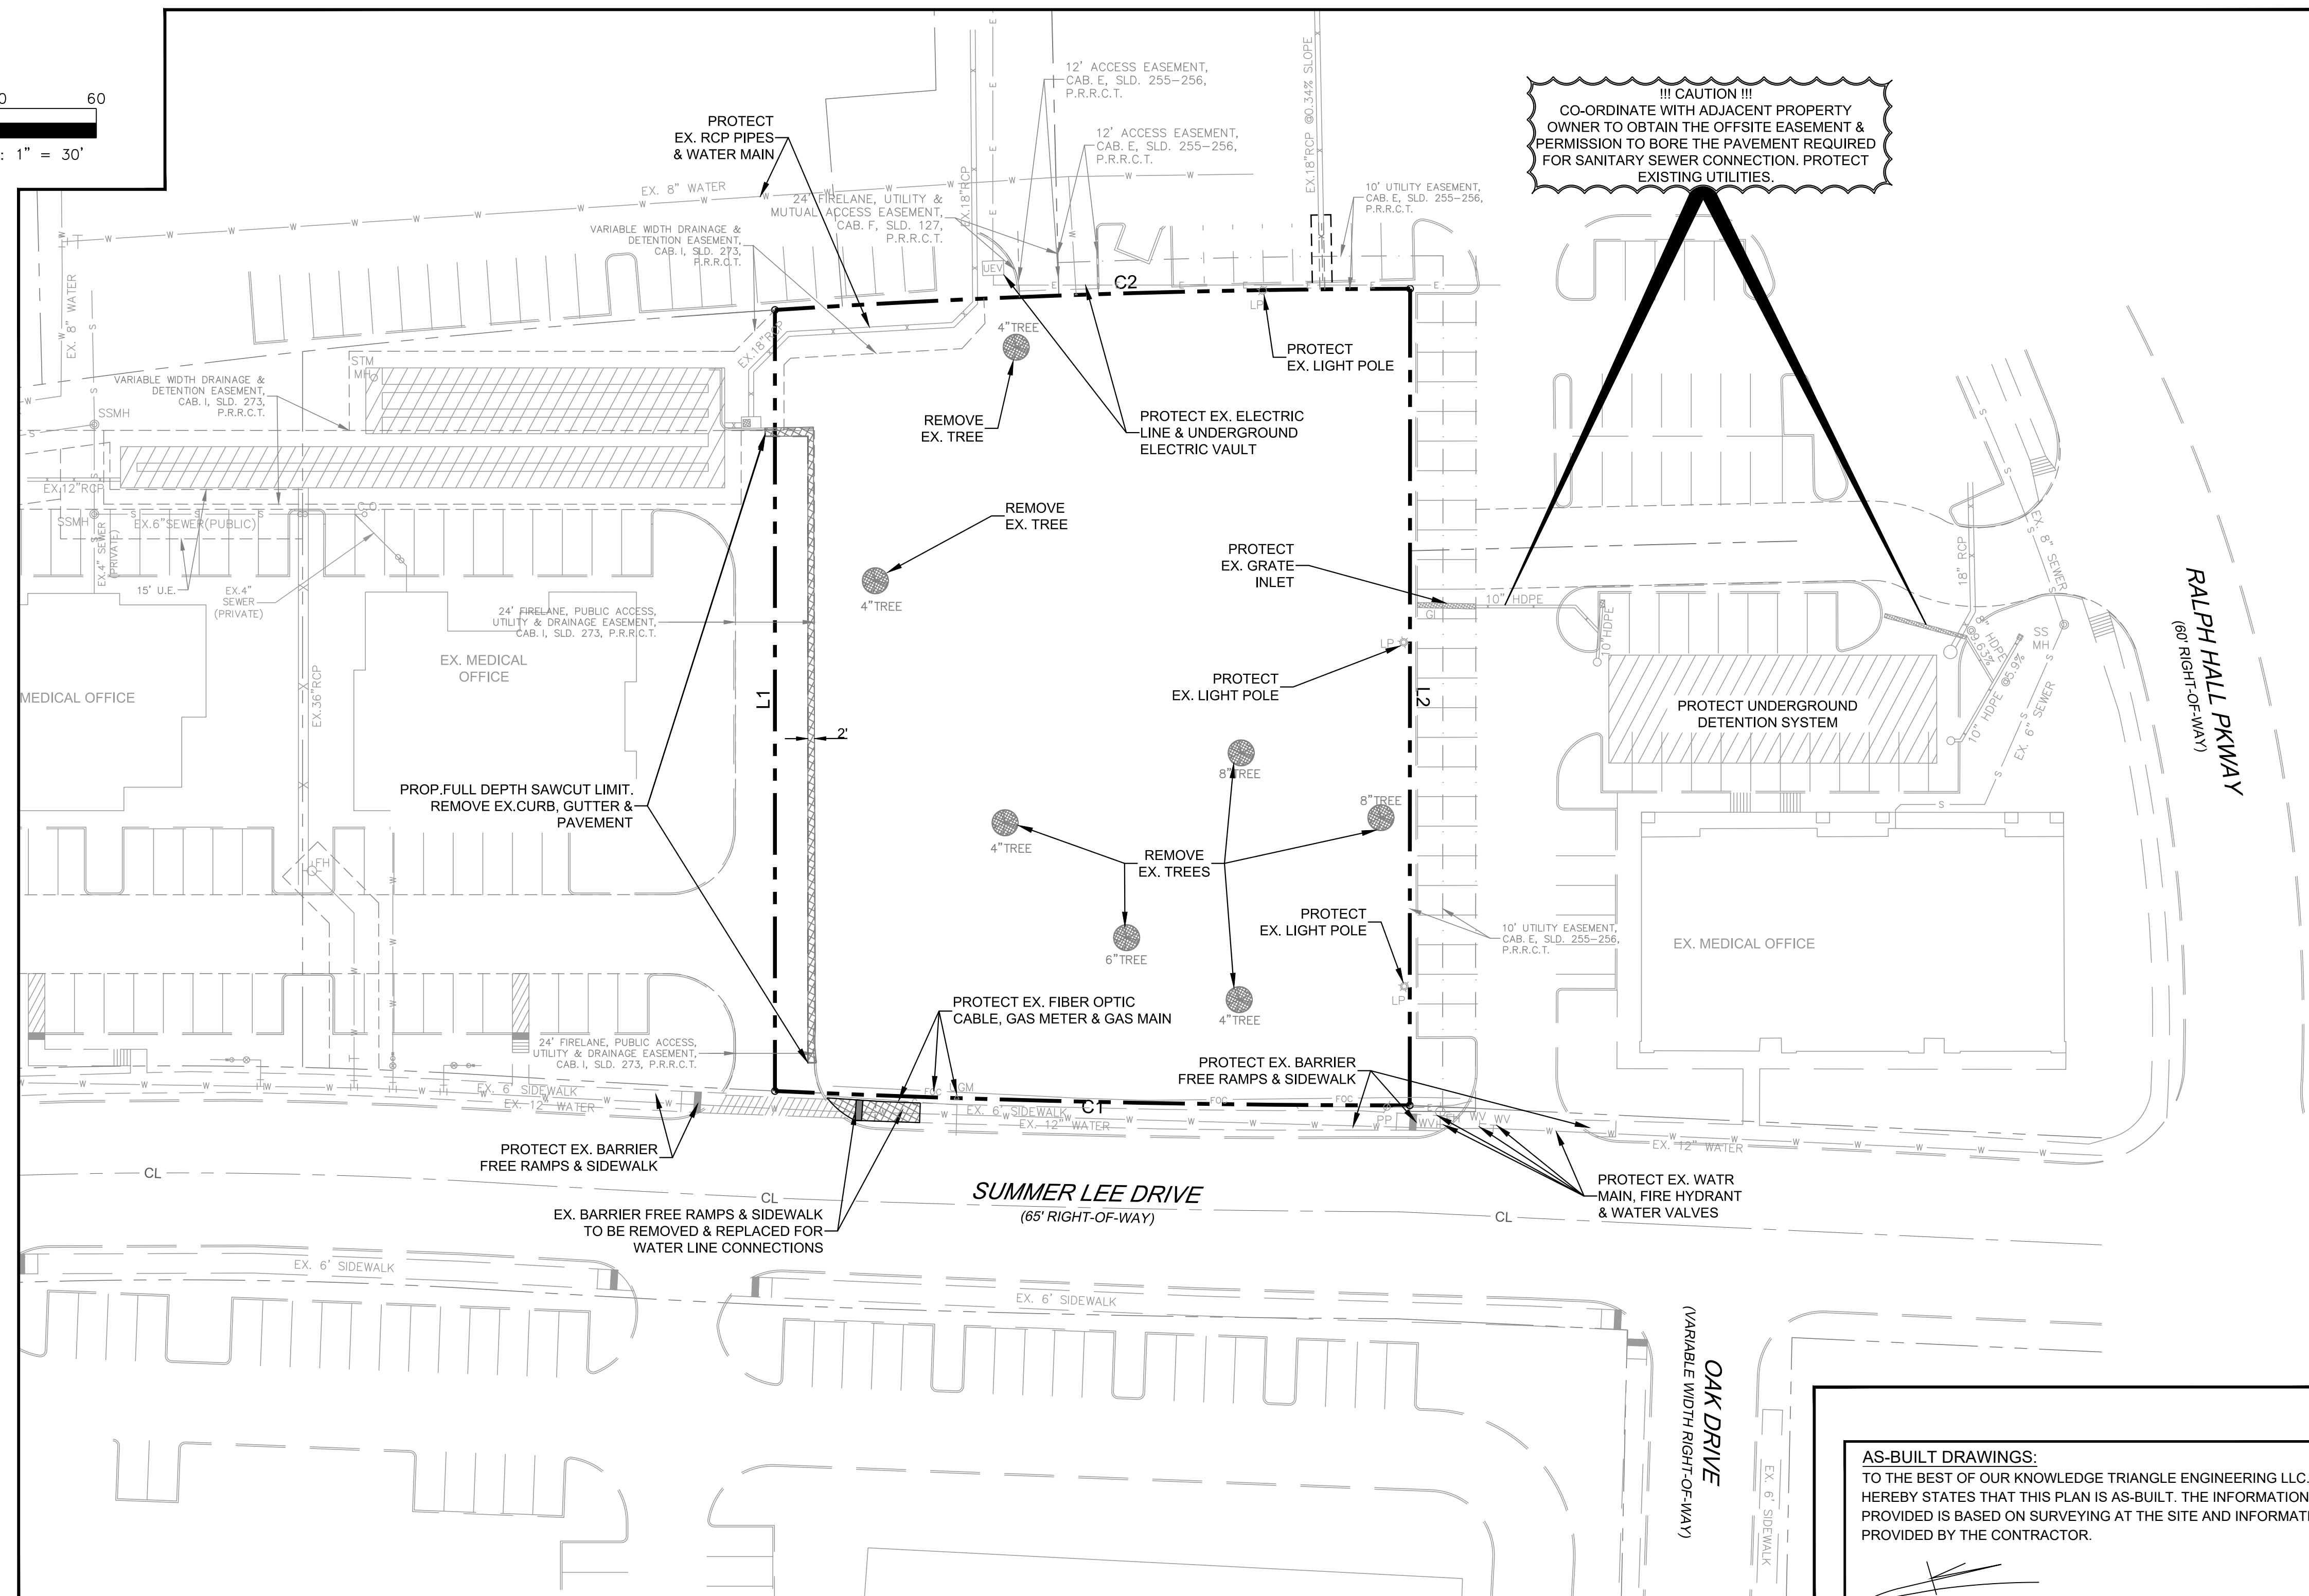 60
: 1" = 30'
PROTECT
EX. RCP PIPES
& WATER MAIN
12' ACCESS EASEMENT,
CAB. E, SLD. 255-256,
P.R.R.C.T.
12' ACCESS EASEMENT,
CAB. E, SLD. 255-256,
P.R.R.C.T.
EX.18"RCP @0.34% SLOPE
!!! CAUTION !!!
CO-ORDINATE WITH ADJACENT PROPERTY
OWNER TO OBTAIN THE OFFSITE EASEMENT &
PERMISSION TO BORE THE PAVEMENT REQUIRED
FOR SANITARY SEWER CONNECTION. PROTECT
EXISTING UTILITIES.
EX. 8" WATER
24' FIRELANE, UTILITY &
MUTUAL ACCESS EASEMENT,
CAB. F, SLD. 127,
P.R.R.C.T.
EX.18"RCP
10' UTILITY EASEMENT,
CAB. E, SLD. 255-256,
P.R.R.C.T.
VARIABLE WIDTH DRAINAGE &
DETENTION EASEMENT,
CAB. I, SLD. 273,
P.R.R.C.T.
EX. 8" WATER
UEV
C2
LP
4"TREE
EX.18"RCP
PROTECT
EX. LIGHT POLE
STM
MH
VARIABLE WIDTH DRAINAGE &
DETENTION EASEMENT,
CAB. I, SLD. 273,
P.R.R.C.T.
SSMH
REMOVE
EX. TREE
PROTECT EX. ELECTRIC
LINE & UNDERGROUND
ELECTRIC VAULT
EX.12"RCP
SSMH
EX.6"SEWER(PUBLIC)
C.O.
EX.4" SEWER
(PRIVATE)
15' U.E.
EX.4"
SEWER
(PRIVATE)
REMOVE
EX. TREE
4"TREE
PROTECT
EX. GRATE
INLET
GI
10" HDPE
10"HDPE
18" RCP
EX. 8" SEWER
8" HDPE
@9.63%
SS
MH
10" HDPE @5.9%
EX. 6" SEWER
RALPH HALL PKWAY
(60' RIGHT-OF-WAY)
24' FIRELANE, PUBLIC ACCESS,
UTILITY & DRAINAGE EASEMENT,
CAB. I, SLD. 273, P.R.R.C.T.
EX. MEDICAL
OFFICE
MEDICAL OFFICE
EX.36"RCP
L1
L2
LP
PROTECT
EX. LIGHT POLE
PROTECT UNDERGROUND
DETENTION SYSTEM
2'
PROP.FULL DEPTH SAWCUT LIMIT.
REMOVE EX.CURB, GUTTER &
PAVEMENT
8"TREE
8"TREE
4"TREE
REMOVE
EX. TREES
FH
6"TREE
PROTECT
EX. LIGHT POLE
LP
10' UTILITY EASEMENT,
CAB. E, SLD. 255-256,
P.R.R.C.T.
EX. MEDICAL OFFICE
4"TREE
PROTECT EX. FIBER OPTIC
CABLE, GAS METER & GAS MAIN
24' FIRELANE, PUBLIC ACCESS,
UTILITY & DRAINAGE EASEMENT,
CAB. I, SLD. 273, P.R.R.C.T.
PROTECT EX. BARRIER
FREE RAMPS & SIDEWALK
EX. 6' SIDEWALK
EX. 12" WATER
FOC
GM
EX. 6' SIDEWALK
C1
EX. 12" WATER
FOC
FOC
PP
WV
WV
WV
EX. 12" WATER
PROTECT EX. BARRIER
FREE RAMPS & SIDEWALK
PROTECT EX. WATR
MAIN, FIRE HYDRANT
& WATER VALVES
CL
CL
CL
SUMMER LEE DRIVE
(65' RIGHT-OF-WAY)
EX. BARRIER FREE RAMPS & SIDEWALK
TO BE REMOVED & REPLACED FOR
WATER LINE CONNECTIONS
EX. 6' SIDEWALK
EX. 6' SIDEWALK
OAK DRIVE
(VARIABLE WIDTH RIGHT-OF-WAY)
EX. 6' SIDEWALK
AS-BUILT DRAWINGS:
TO THE BEST OF OUR KNOWLEDGE TRIANGLE ENGINEERING LLC.
HEREBY STATES THAT THIS PLAN IS AS-BUILT. THE INFORMATION
PROVIDED IS BASED ON SURVEYING AT THE SITE AND INFORMATI
PROVIDED BY THE CONTRACTOR.